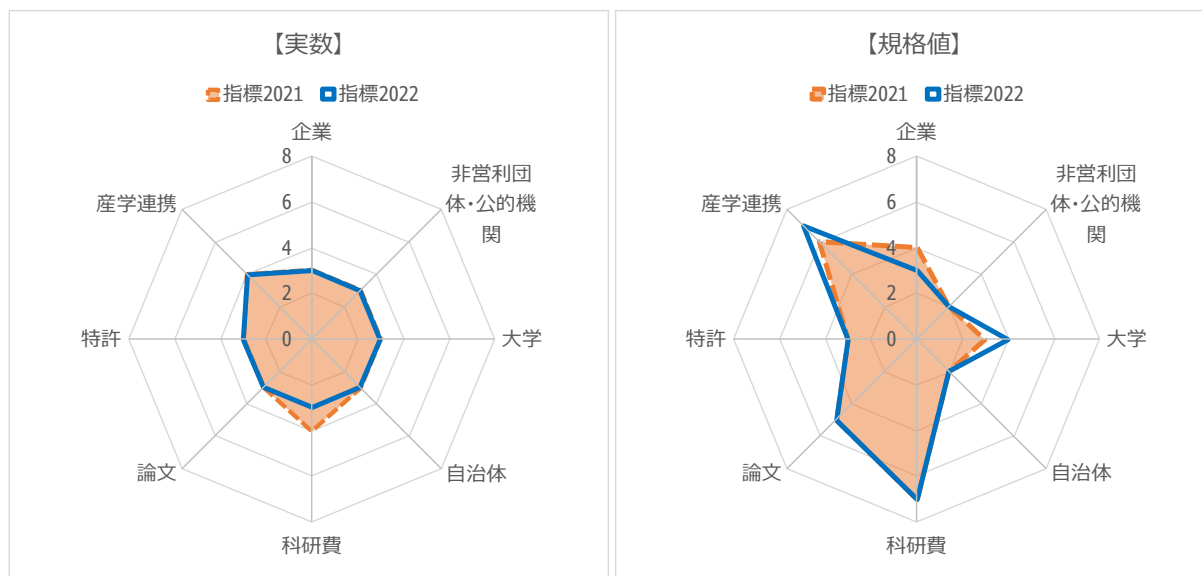 【実数】
指標2021 指標2022
企業
8
非営利団
体・公的機
関
6
産学連携
4
2
特許
0
大学
論文
自治体
科研費
【規格値】
指標2021 指標2022
企業
8
非営利団
体・公的機
関
6
産学連携
4
2
特許
0
大学
論文
自治体
科研費